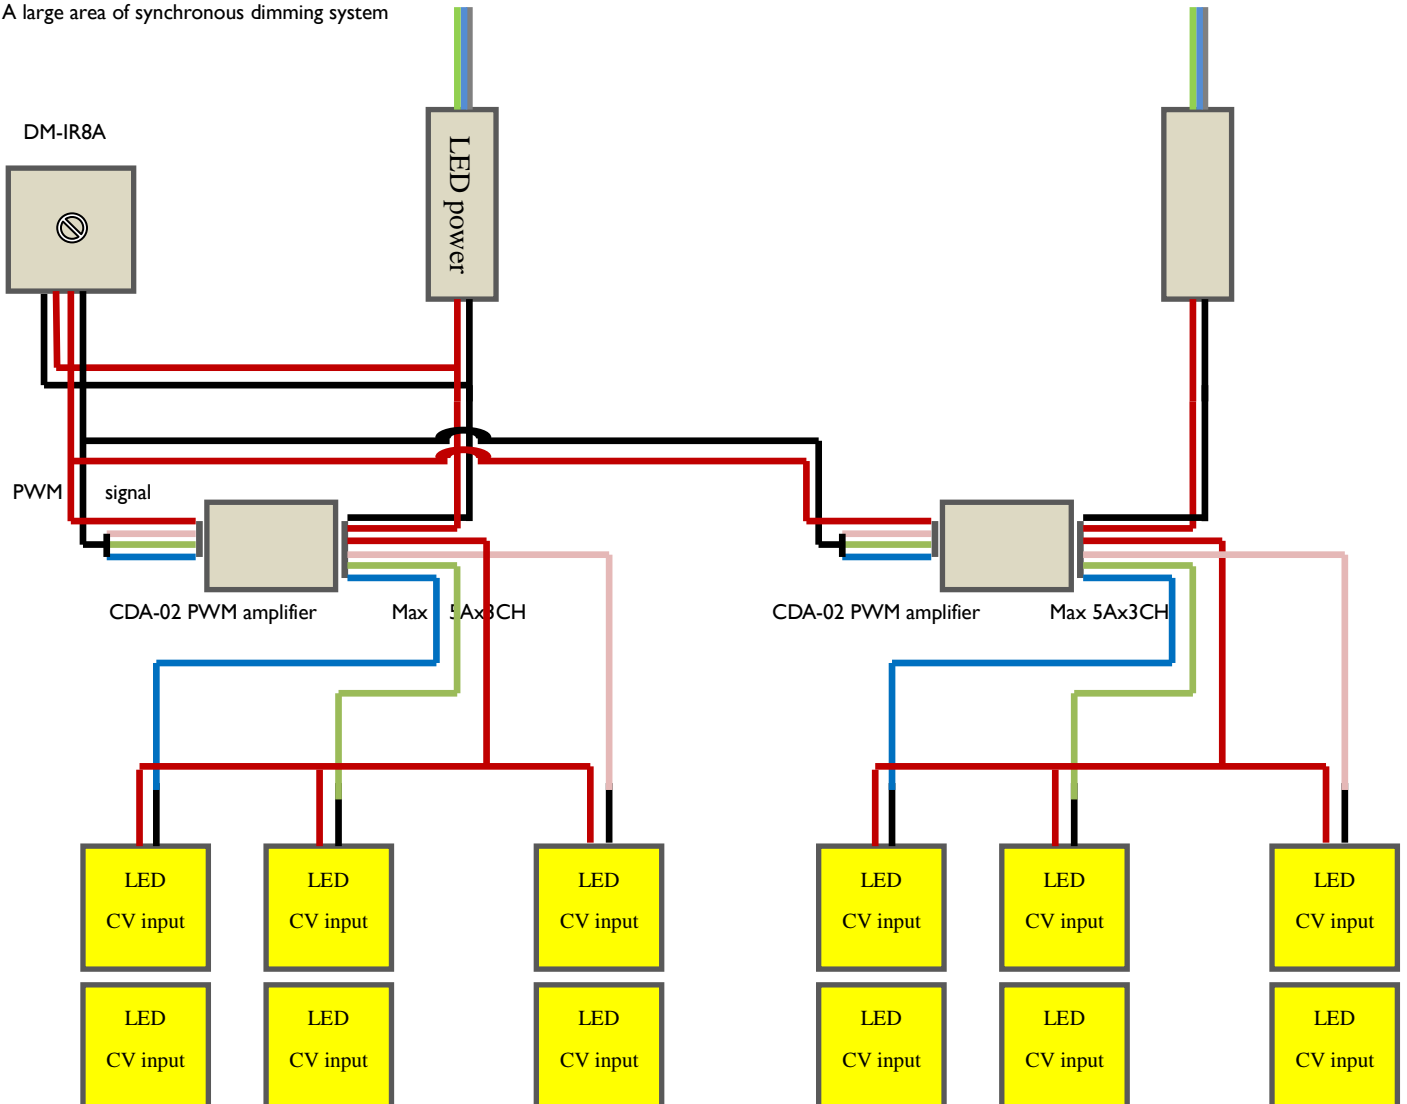 A large area of synchronous dimming system
DM-IR8A
LED power
PWM signal
CDA-02 PWM amplifier
Max 5Ax3CH
CDA-02 PWM amplifier
Max 5Ax3CH
LED
CV input
LED
CV input
LED
CV input
LED
CV input
LED
CV input
LED
CV input
LED
CV input
LED
CV input
LED
CV input
LED
CV input
LED
CV input
LED
CV input